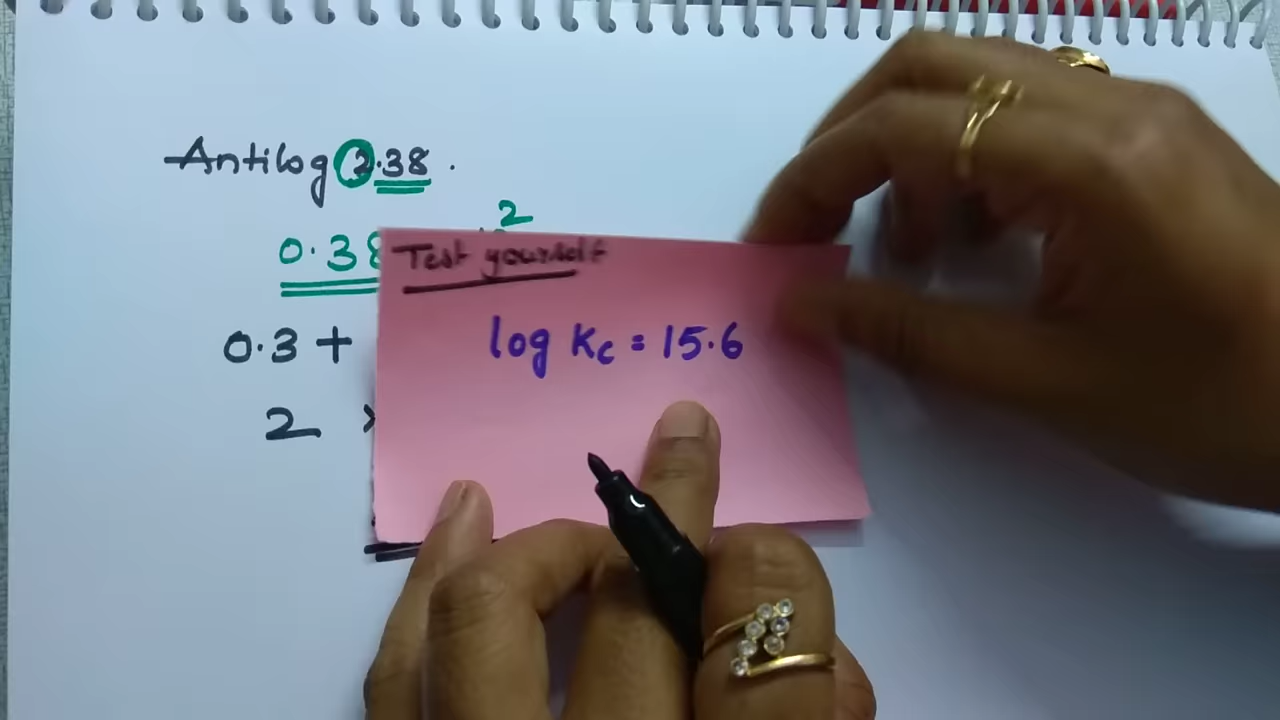 Antilog 2.38.
0.38
2
Test yourself
0.3 +
log Kc = 15.6
2